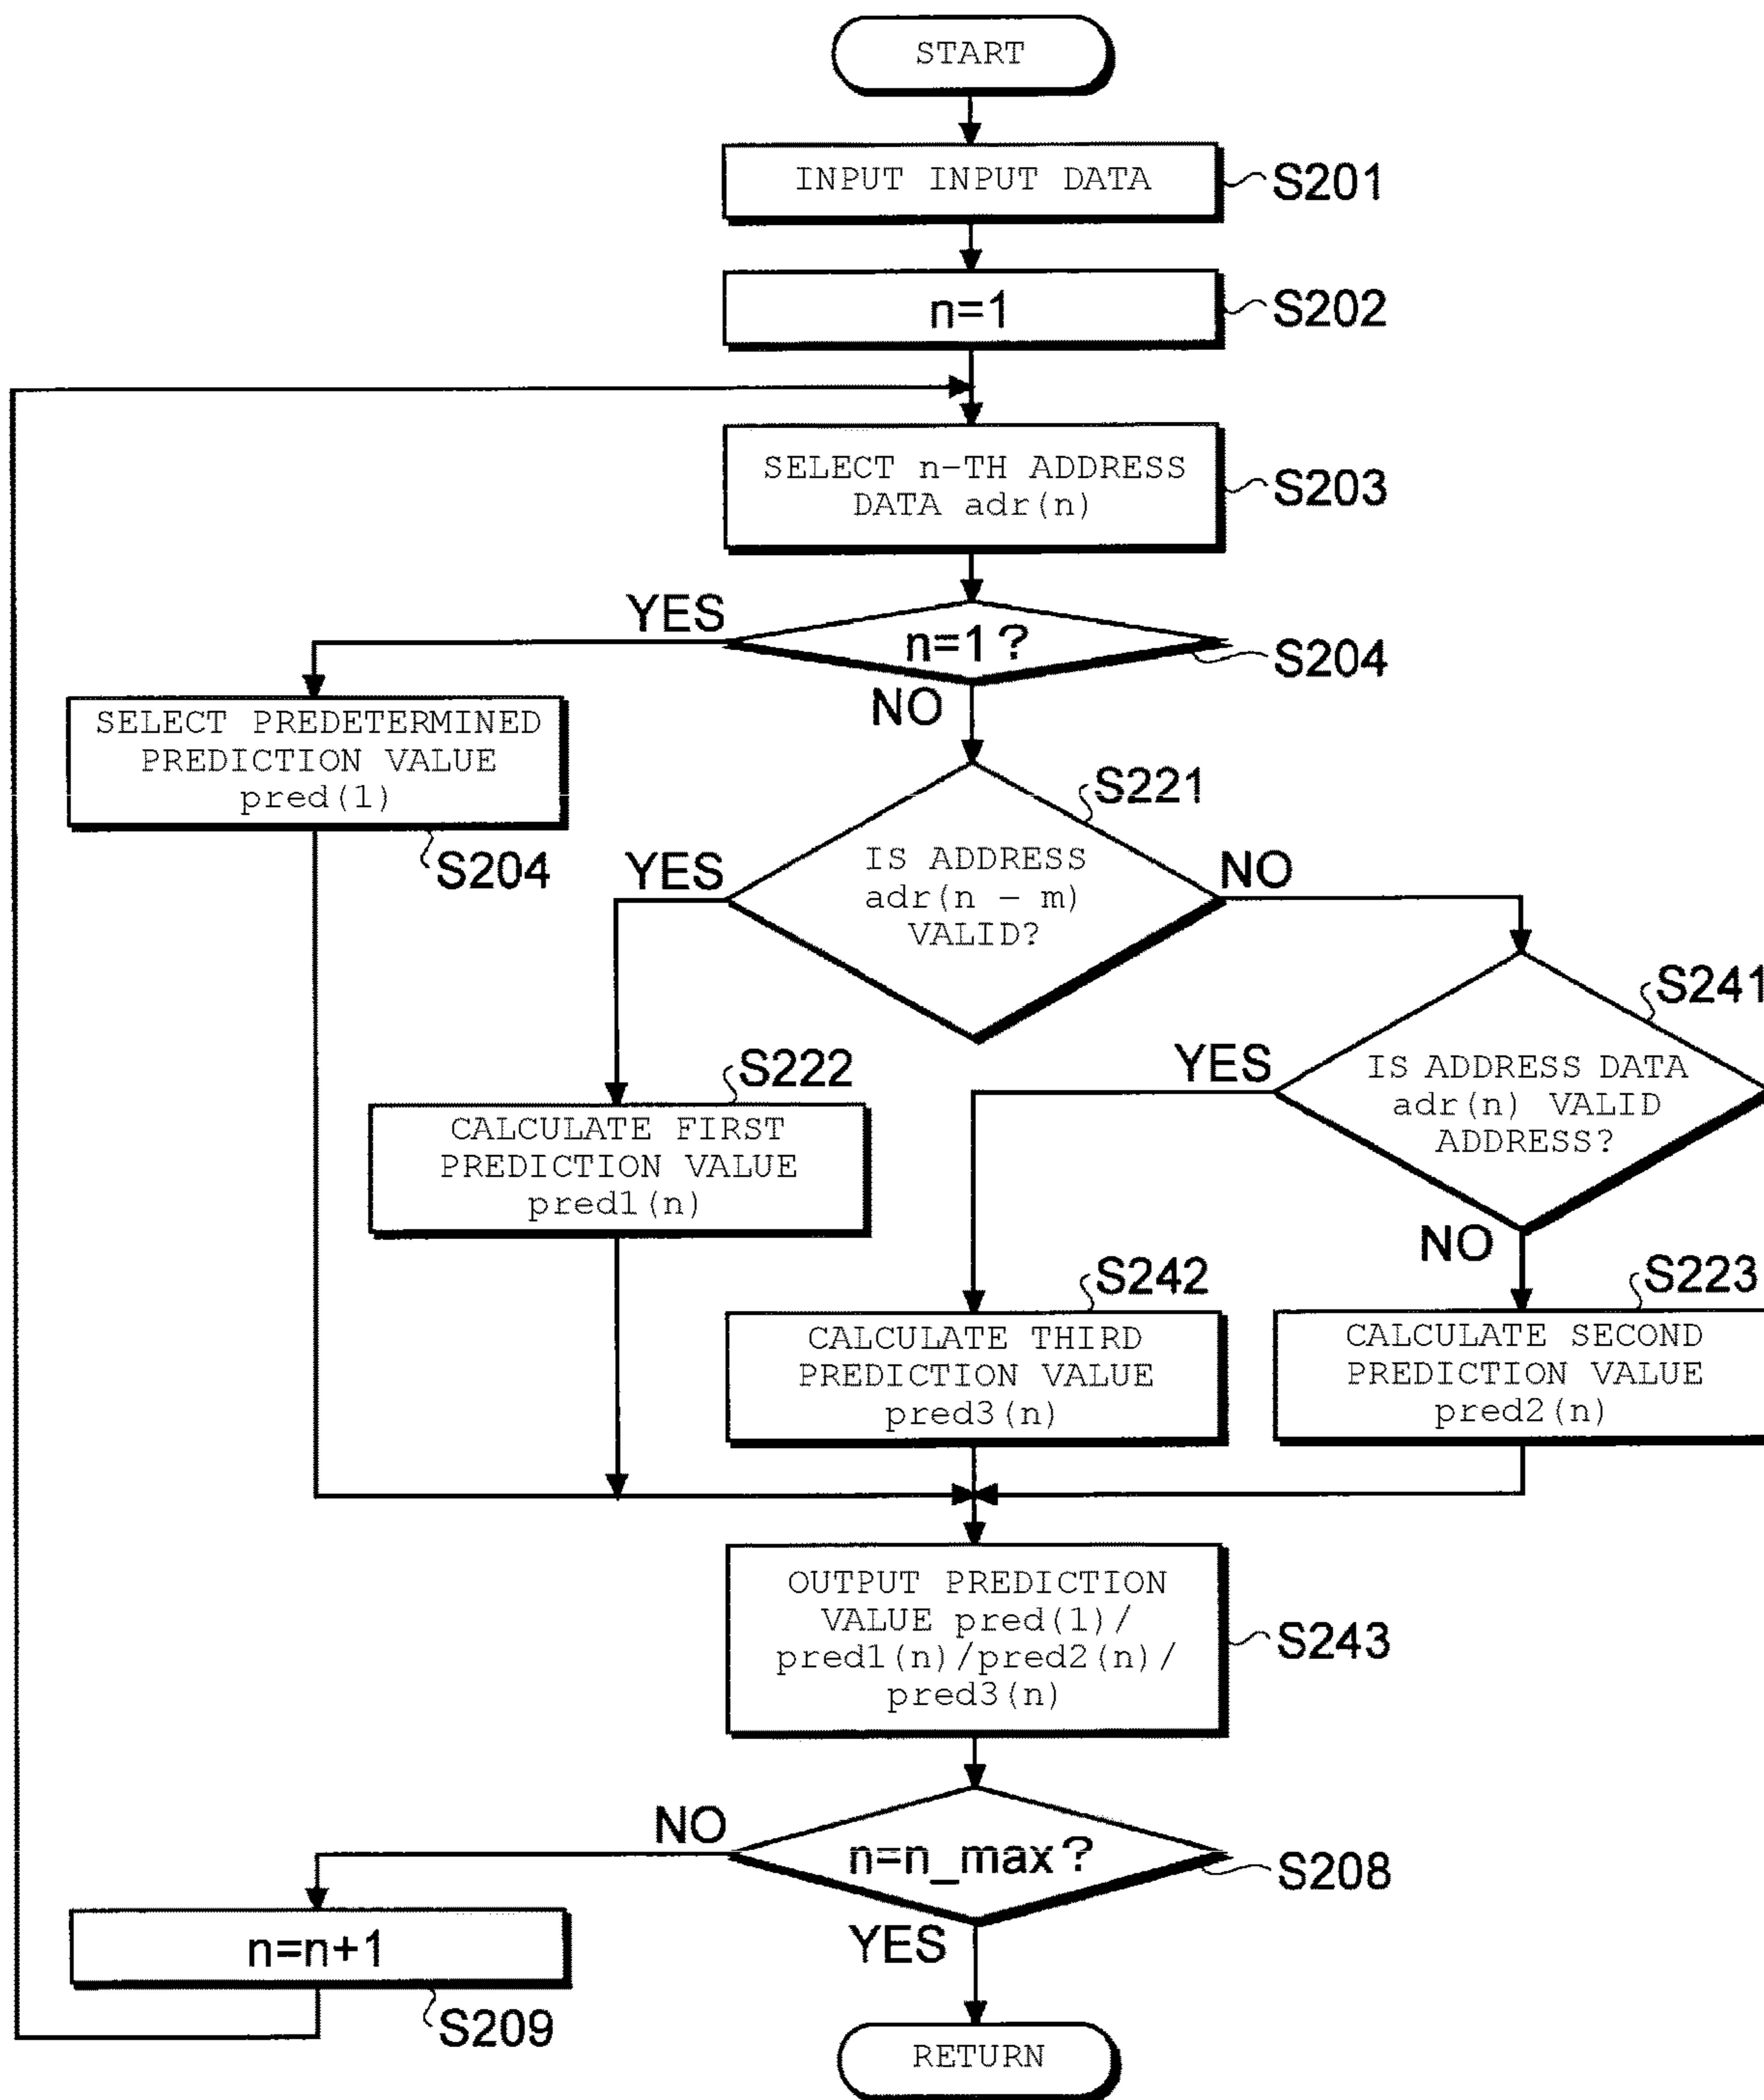 START
INPUT INPUT DATA
S201
n=1
S202
SELECT n-TH ADDRESS
DATA adr(n)
S203
YES
n=1?
S204
NO
SELECT PREDETERMINED
PREDICTION VALUE
pred(1)
S204
S221
YES
IS ADDRESS
adr(n - m)
VALID?
NO
S241
YES
IS ADDRESS DATA
adr(n) VALID
ADDRESS?
NO
S222
CALCULATE FIRST
PREDICTION VALUE
pred1(n)
S242
CALCULATE THIRD
PREDICTION VALUE
pred3(n)
S223
CALCULATE SECOND
PREDICTION VALUE
pred2(n)
OUTPUT PREDICTION
VALUE pred(1)/
pred1(n)/pred2(n)/
pred3(n)
S243
NO
n=n_max?
S208
YES
n=n+1
S209
RETURN